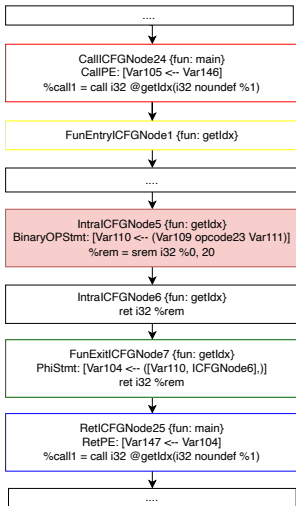 ....
CallICFGNode24 {fun: main}
CallPE: [Var105 <-- Var146]
%call1 = call i32 @getIdx(i32 noundef %1)
FunEntryICFGNode1 {fun: getIdx}
....
IntraICFGNode5 {fun: getIdx}
BinaryOPStmt: [Var110 <-- (Var109 opcode23 Var111)]
%rem = srem i32 %0, 20
IntraICFGNode6 {fun: getIdx}
ret i32 %rem
FunExitICFGNode7 {fun: getIdx}
PhiStmt: [Var104 <-- ([Var110, ICFGNode6],)]
ret i32 %rem
RetICFGNode25 {fun: main}
RetPE: [Var147 <-- Var104]
%call1 = call i32 @getIdx(i32 noundef %1)
....